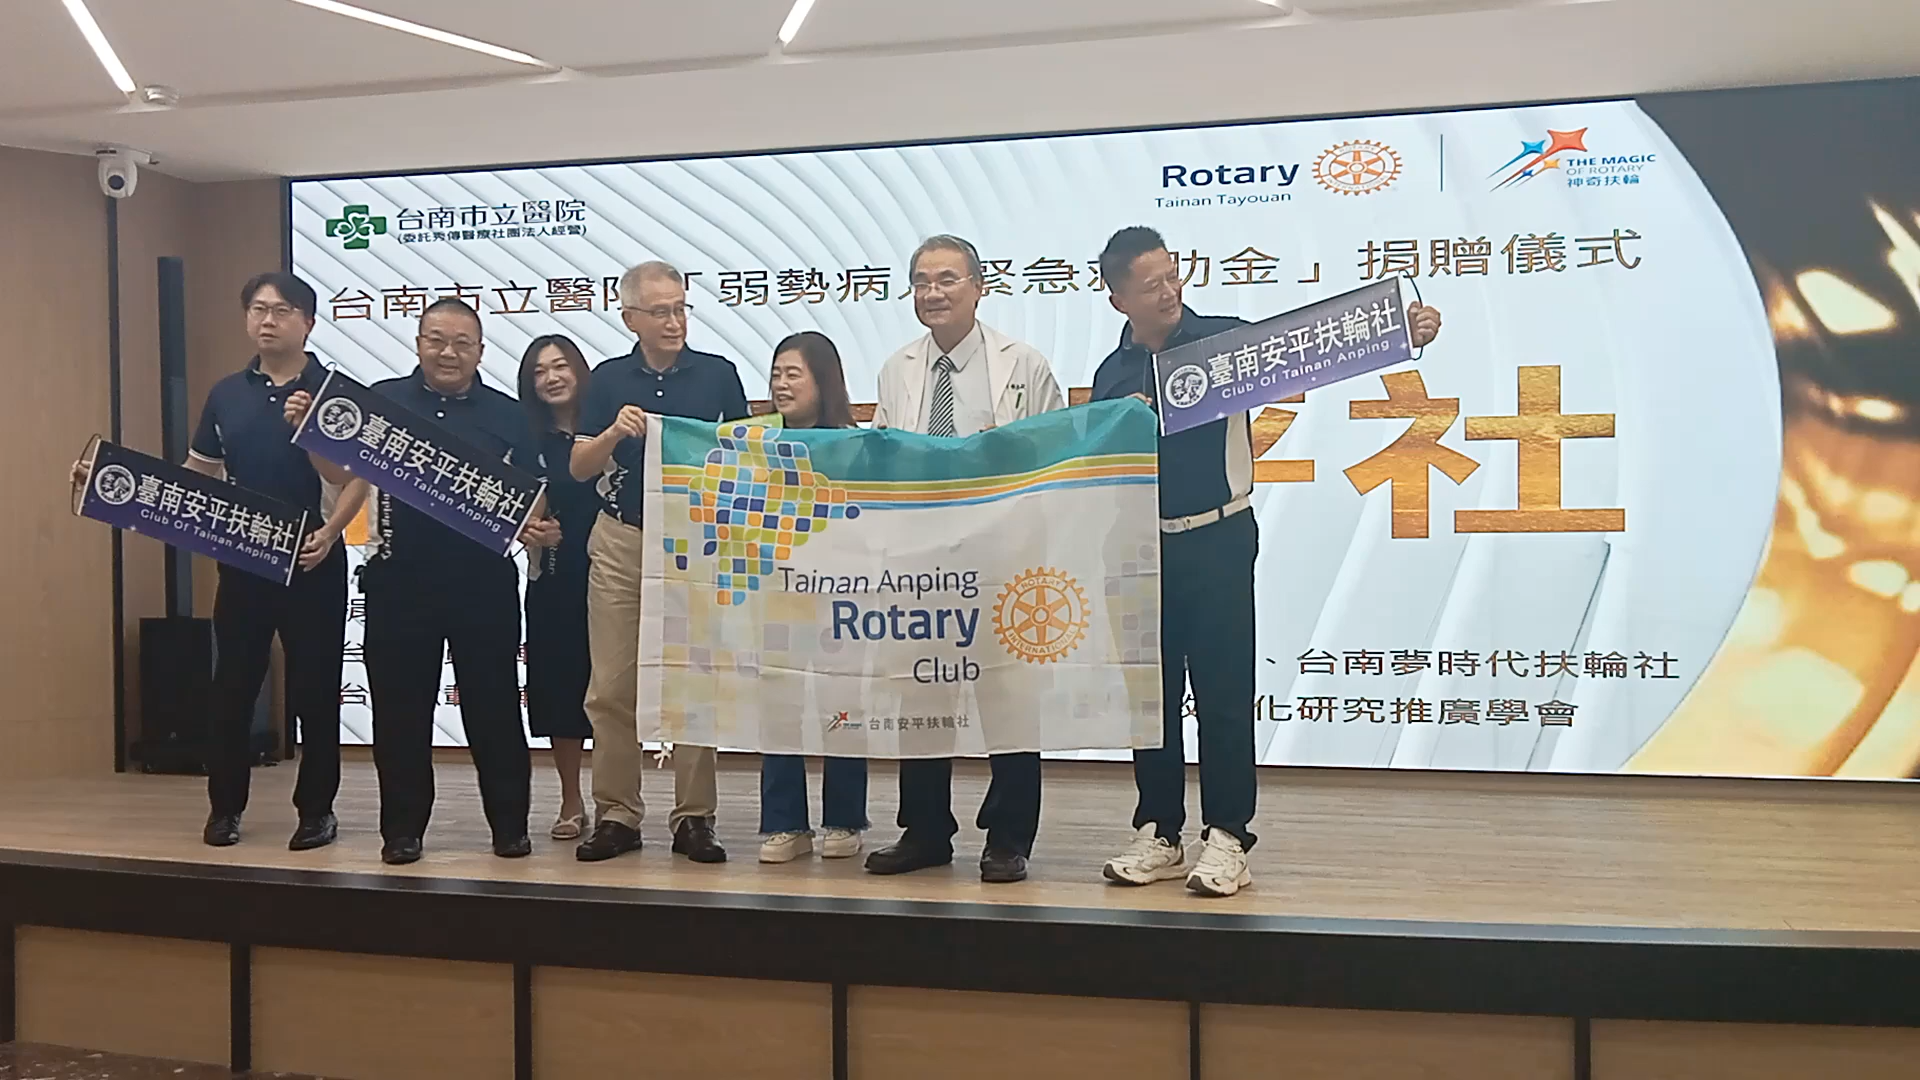 台南市立醫院
(委託秀傳醫療社團法人經營)
Rotary
Tainan Tayouan
ROTARY
INTERNATIONAL
THE MAGIC
OF ROTARY
神奇扶輪
台南市立醫院「弱勢病 緊急救助金」捐贈儀式
平社
、台南夢時代扶輪社
化研究推廣學會
臺南安平扶輪社
Club Of Tainan Anping
臺南安平扶輪社
Club Of Tainan Anping
臺南安平扶輪社
Club Of Tainan Anping
Tainan Anping
Rotary
Club
ROTARY
INTERNATIONAL
台南安平扶輪社